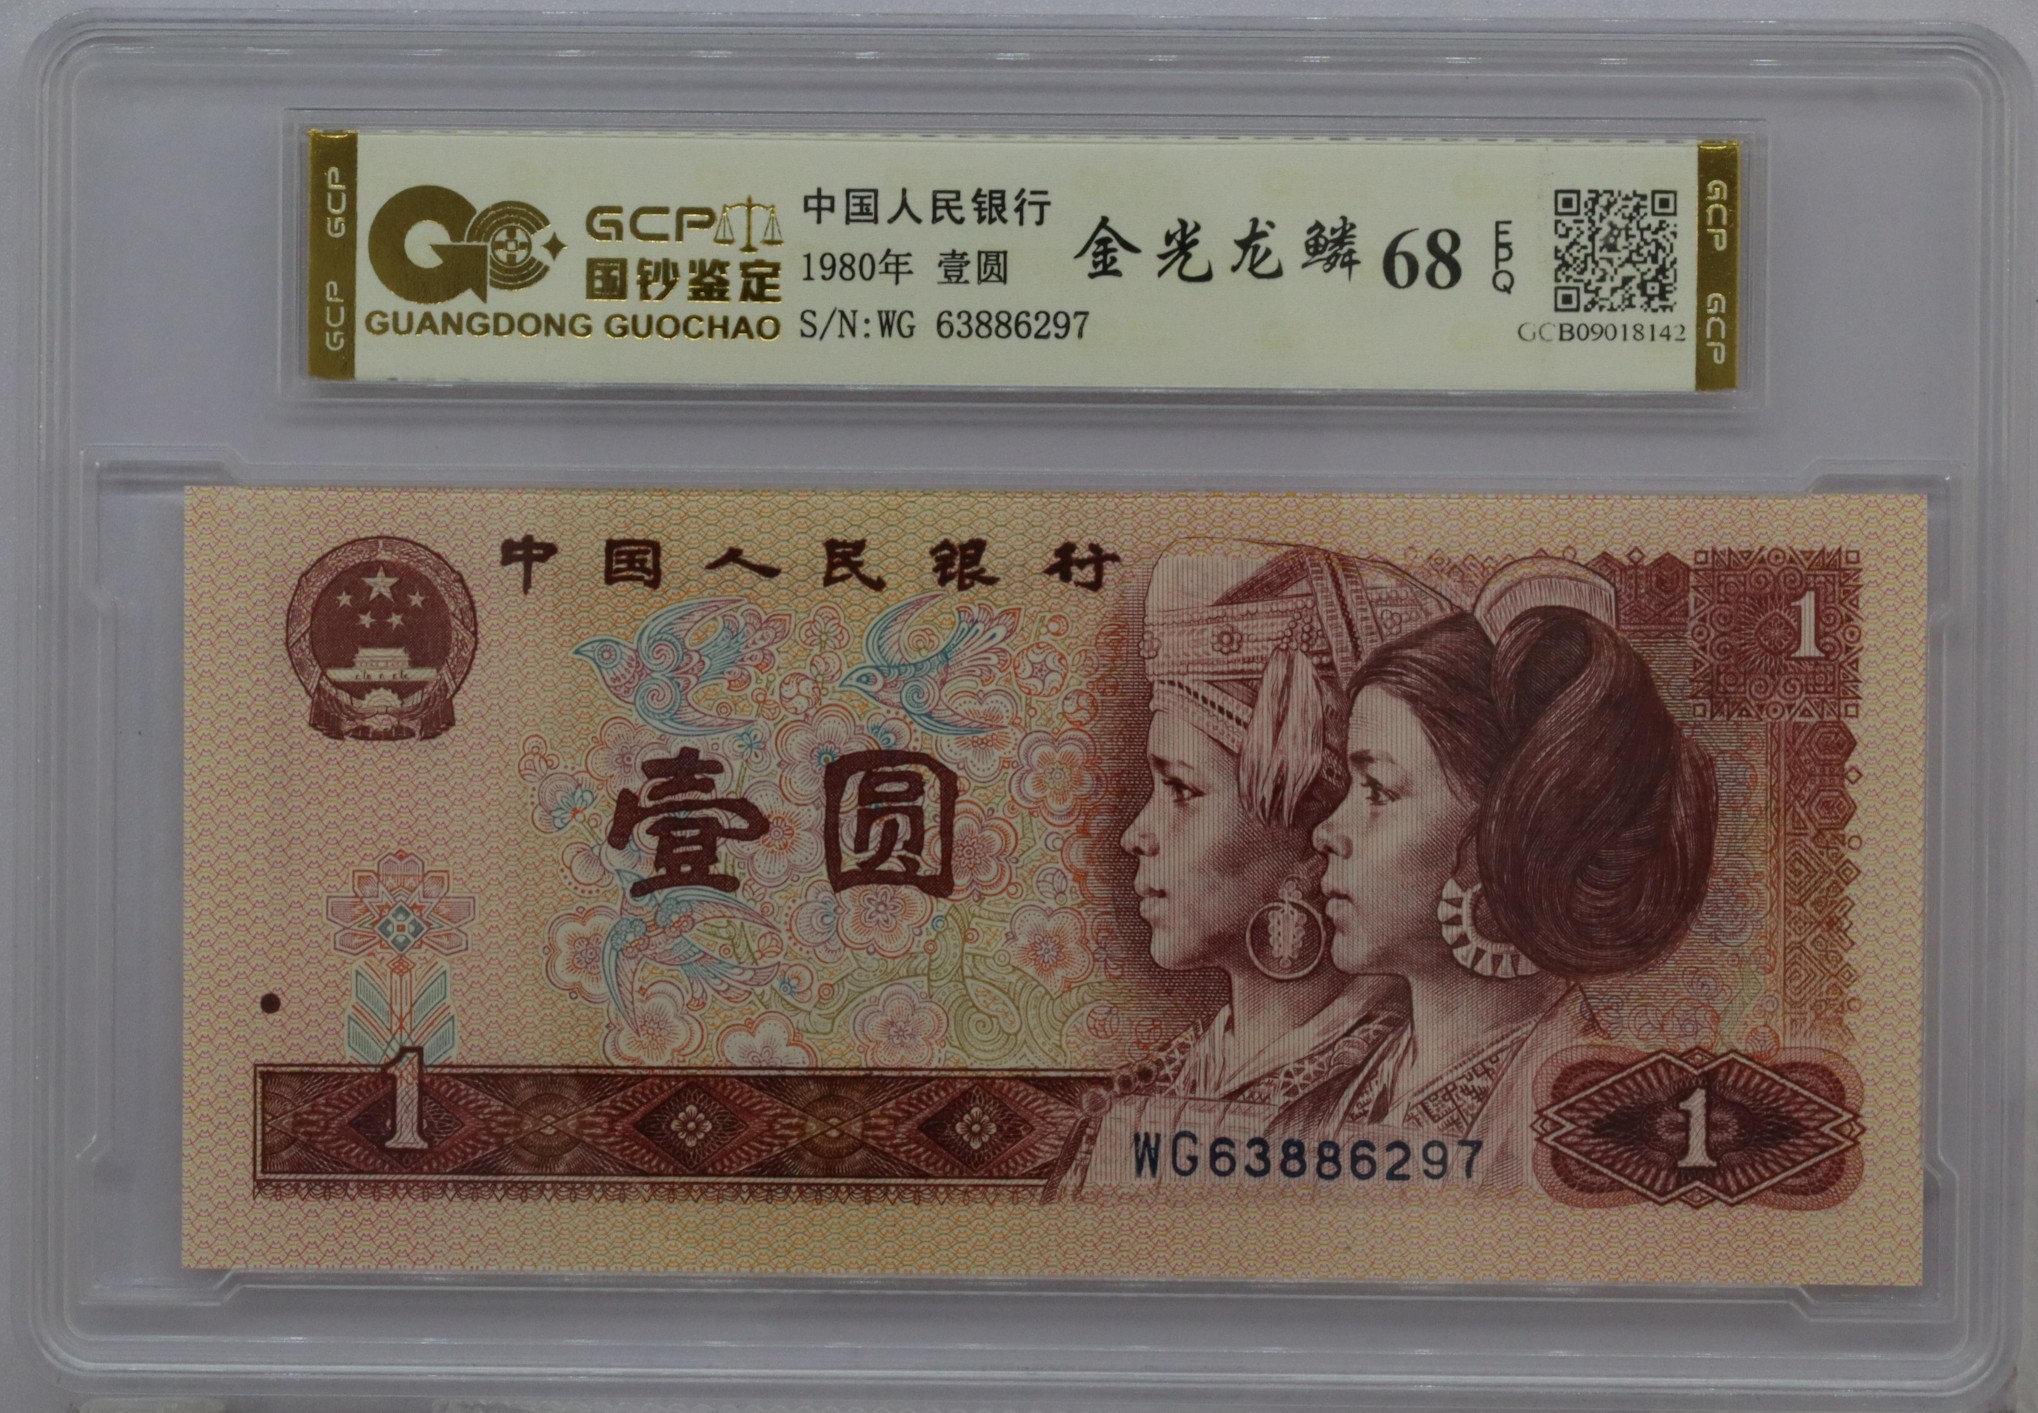 GCP GCP
GCP
国钞鉴定
GUANGDONG GUOCHAO
中国人民银行
1980年 壹圆
S/N:WG 63886297
金光龙鳞 68 EPQ
GCB09018142
GCP GCP
中国人民银行
1
壹圆
1
WG63886297
1